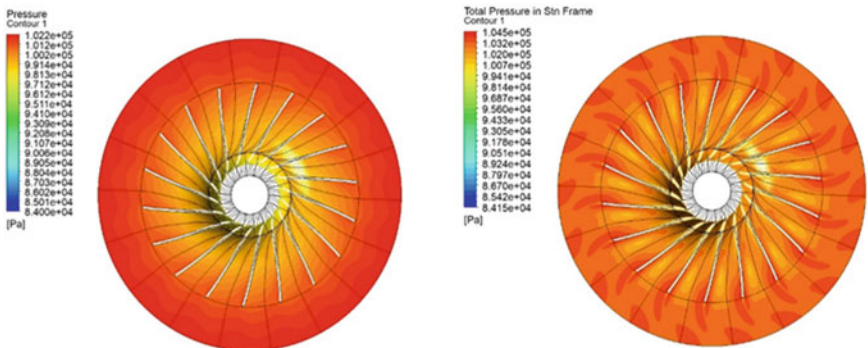 Pressure
Contour 1
1.022e+05
1.012e+05
1.002e+05
9.914e+04
9.813e+04
9.712e+04
9.612e+04
9.511e+04
9.410e+04
9.309e+04
9.208e+04
9.107e+04
9.006e+04
8.905e+04
8.804e+04
8.703e+04
8.602e+04
8.501e+04
8.400e+04
[Pa]
Total Pressure in Stn Frame
Contour 1
1.045e+05
1.032e+05
1.020e+05
1.007e+05
9.941e+04
9.814e+04
9.687e+04
9.560e+04
9.433e+04
9.305e+04
9.178e+04
9.051e+04
8.924e+04
8.797e+04
8.670e+04
8.542e+04
8.415e+04
[Pa]